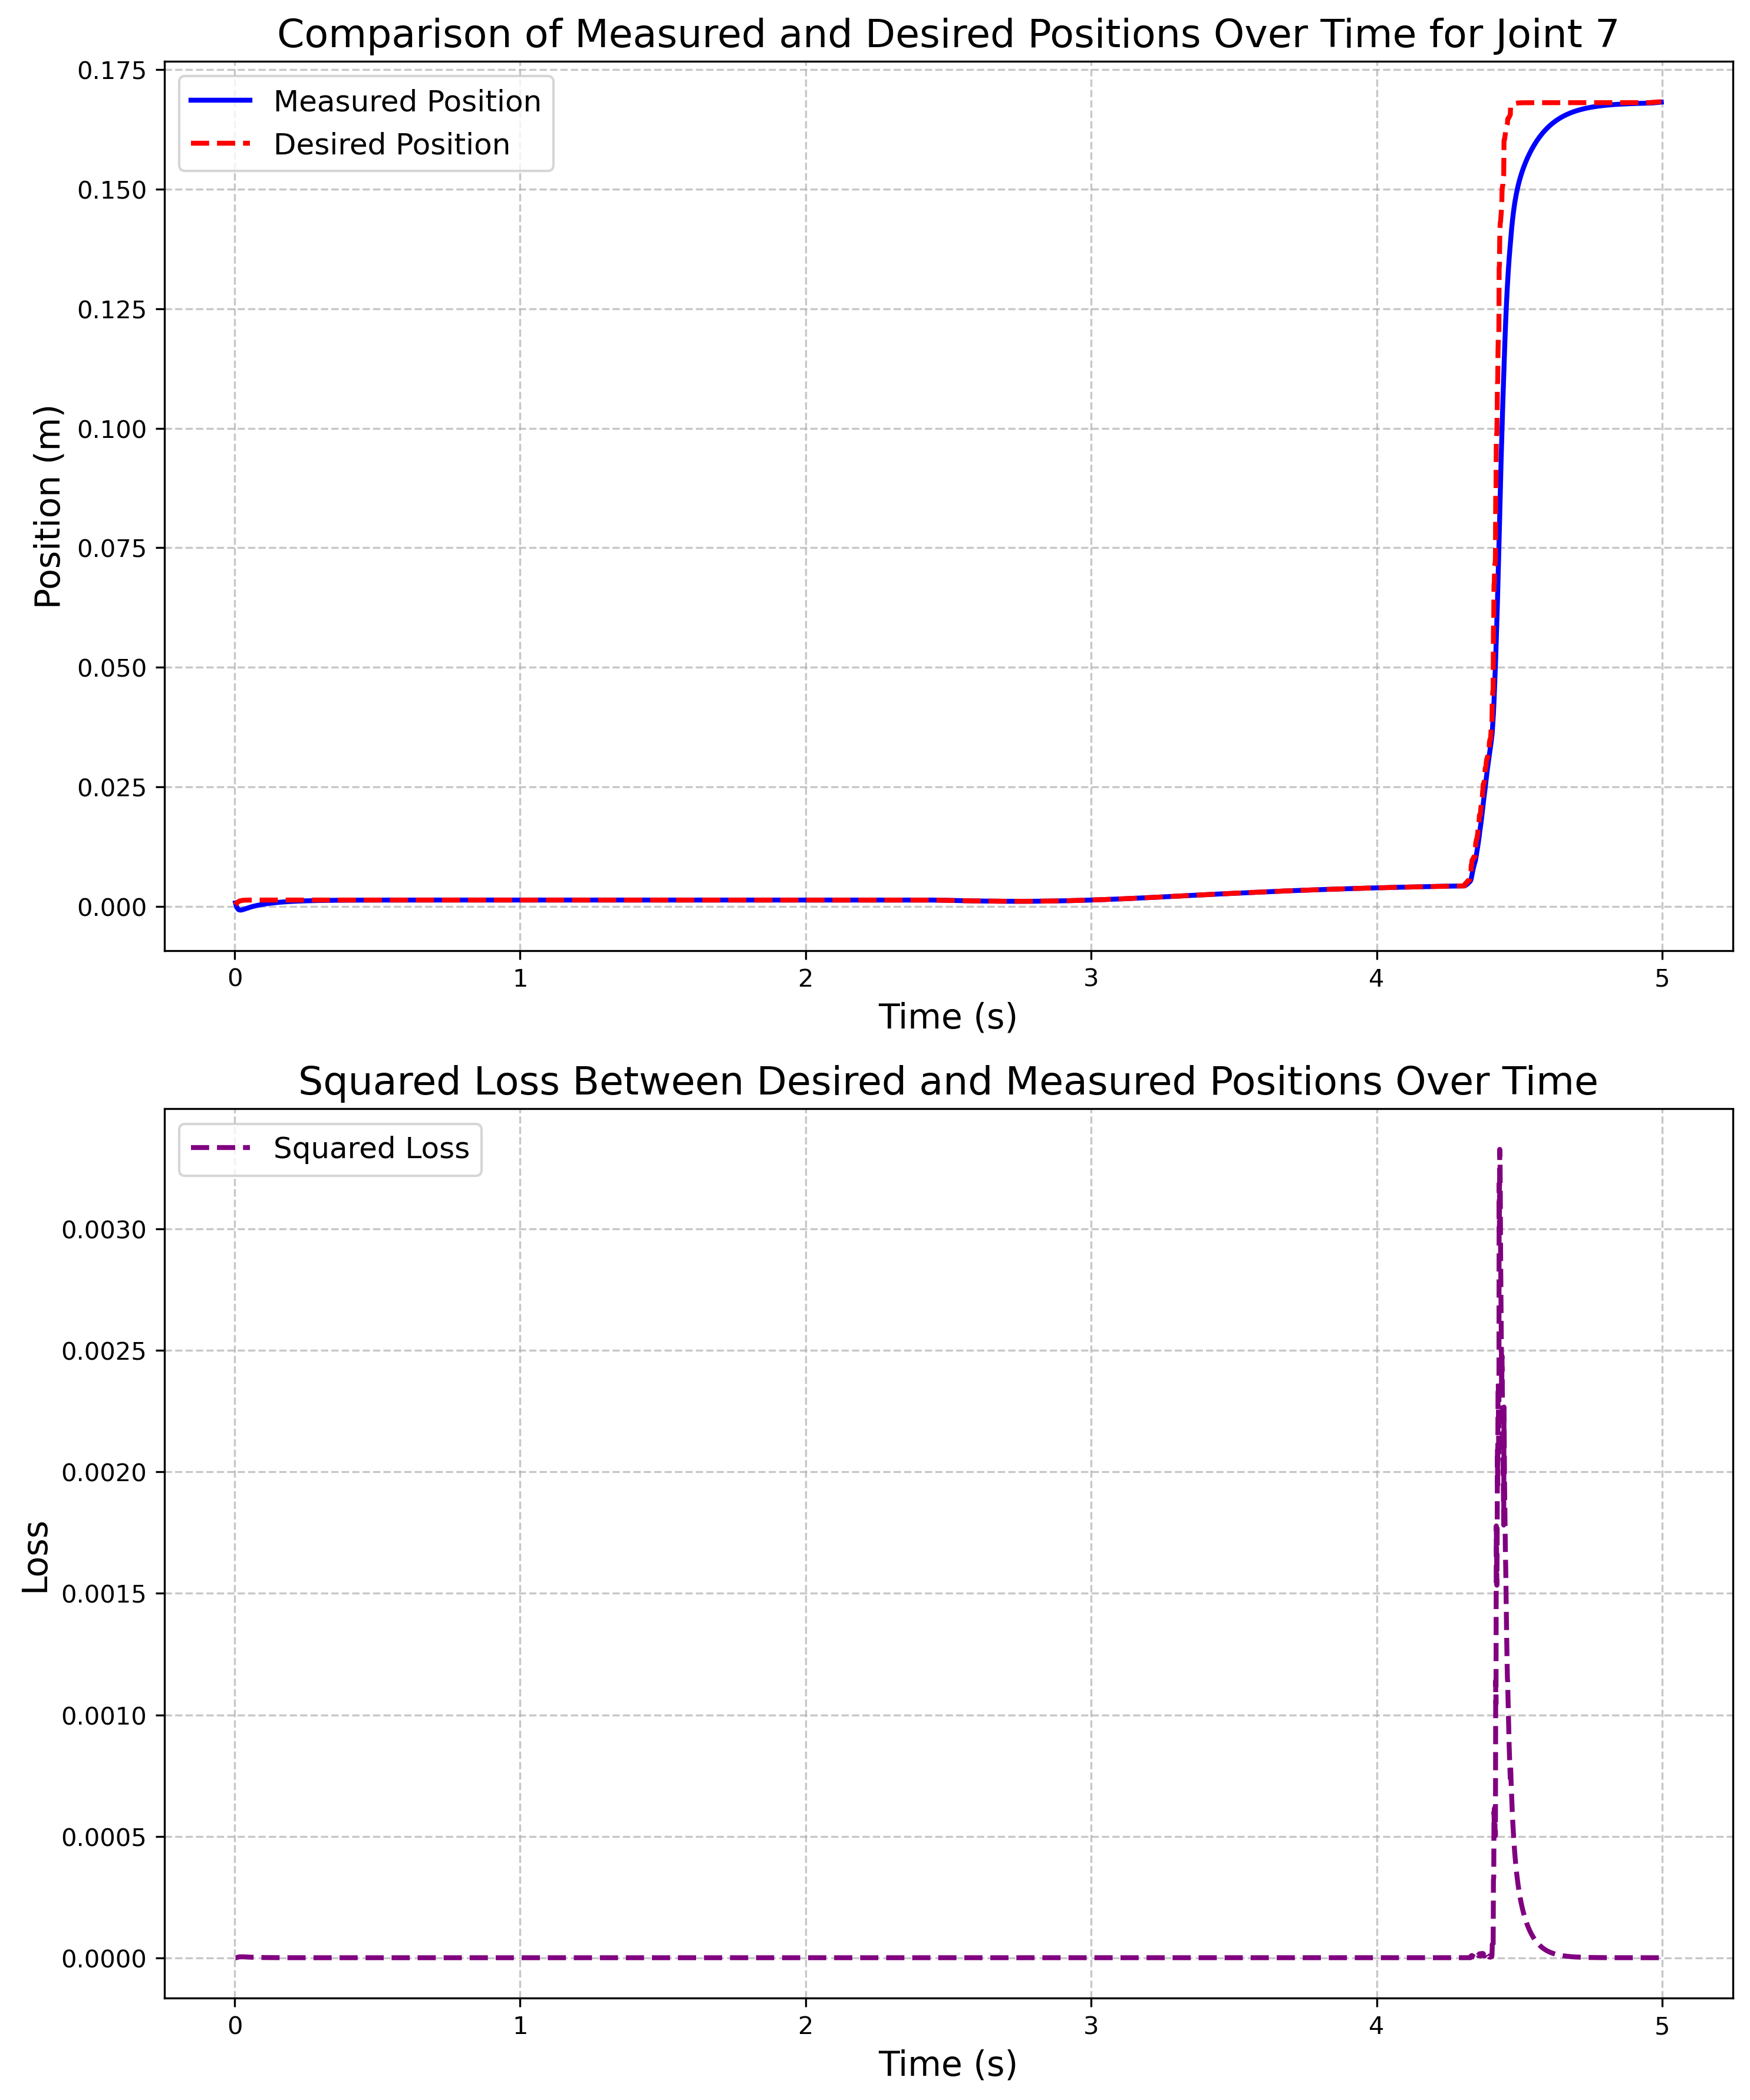 Comparison of Measured and Desired Positions Over Time for Joint 7
Measured Position
Desired Position
0.175
0.150
0.125
0.100
0.075
0.050
0.025
0.000
Position (m)
0 1 2 3 4 5
Time (s)
Squared Loss Between Desired and Measured Positions Over Time
Squared Loss
0.0030
0.0025
0.0020
0.0015
0.0010
0.0005
0.0000
Loss
0 1 2 3 4 5
Time (s)